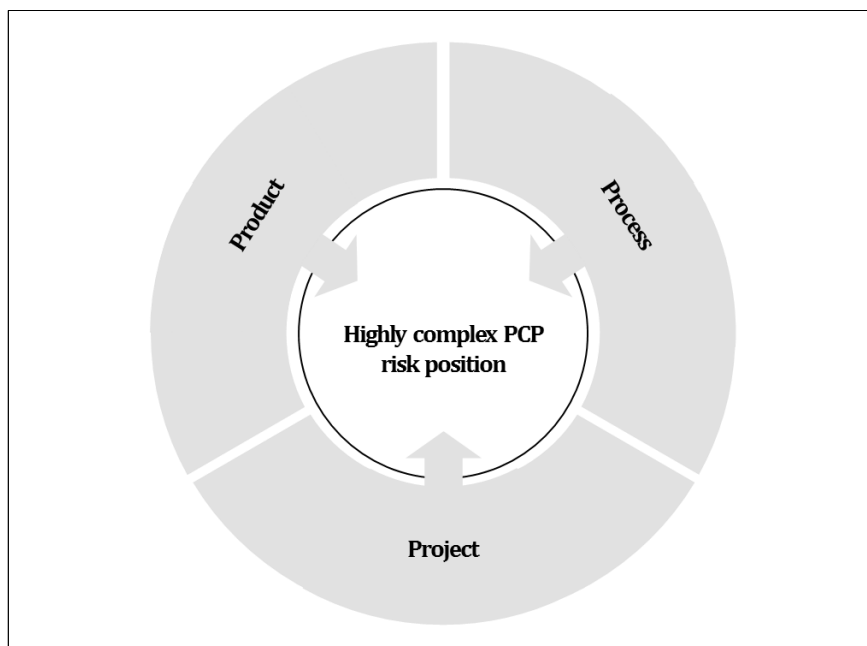 Product
Process
Highly complex PCP
risk position
Project